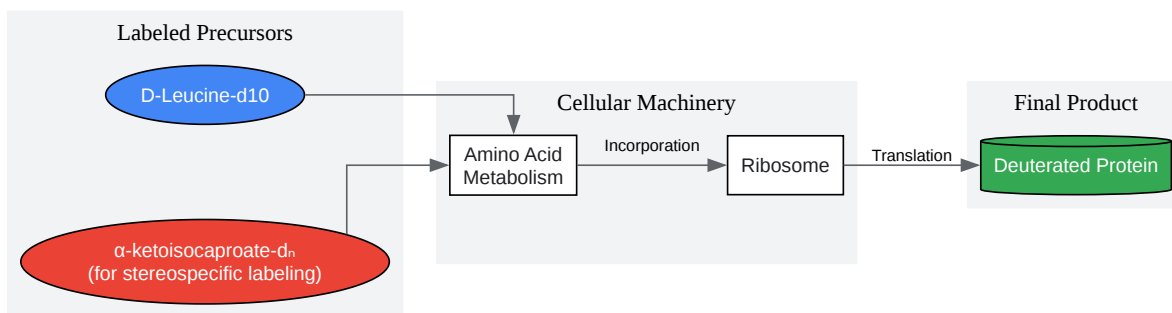 Labeled Precursors
D-Leucine-d10
α-ketoisocaproate-dₙ
(for stereospecific labeling)
Cellular Machinery
Amino Acid
Metabolism
Incorporation
Ribosome
Translation
Final Product
Deuterated Protein